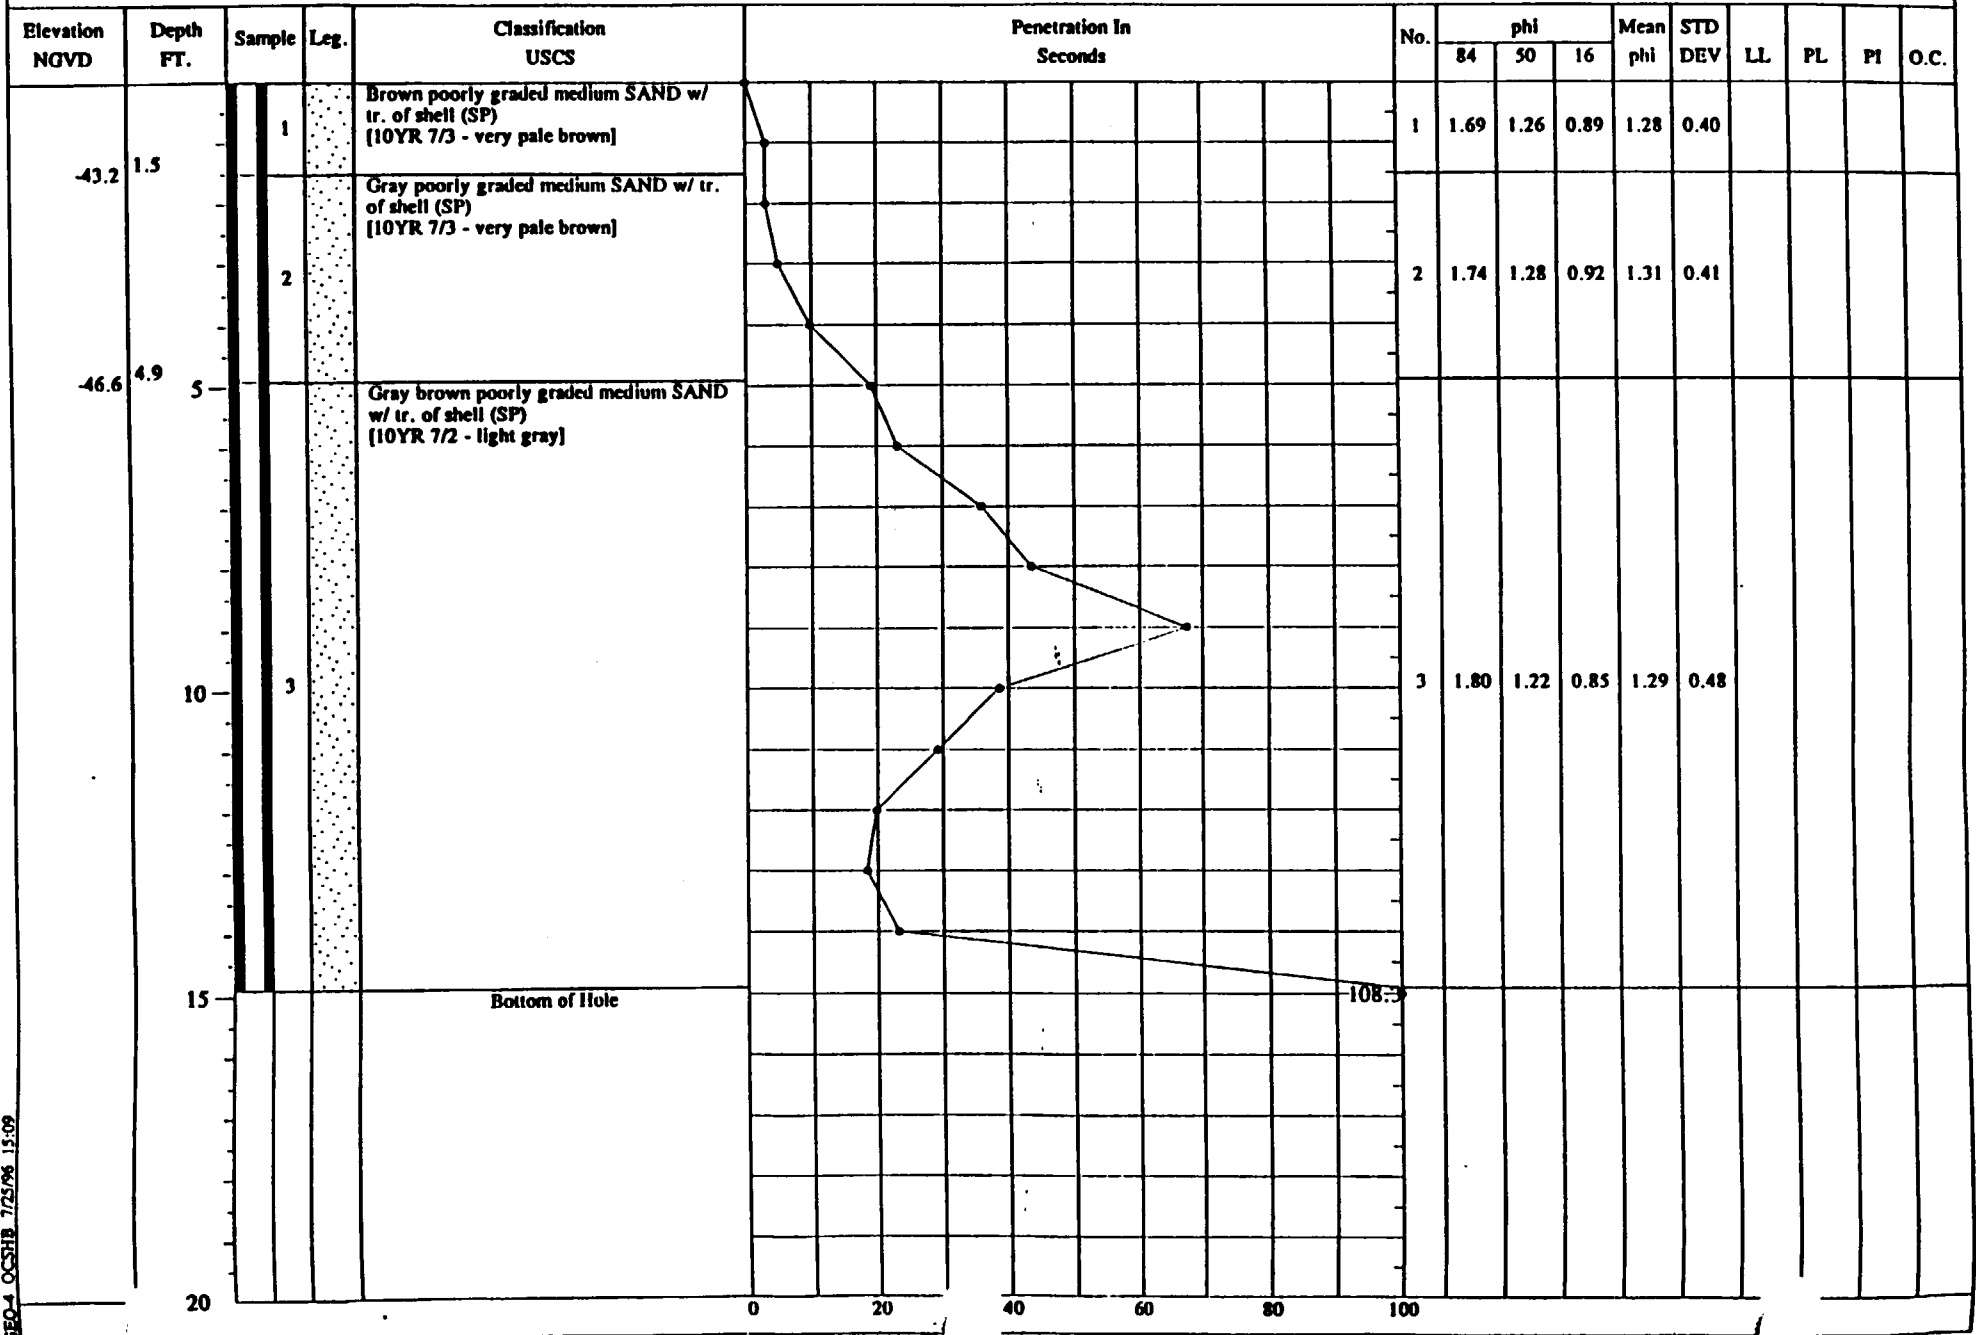 Elevation
NGVD
Depth
FT.
Sample
Leg.
Classification
USCS
Penetration In
Seconds
No.
phi
84 50 16
Mean
phi
STD
DEV
LL
PL
PI
O.C.
1
Brown poorly graded medium SAND w/
tr. of shell (SP)
[10YR 7/3 - very pale brown]
1 1.69 1.26 0.89 1.28 0.40
-43.2 1.5
Gray poorly graded medium SAND w/ tr.
of shell (SP)
[10YR 7/3 - very pale brown]
2
2 1.74 1.28 0.92 1.31 0.41
-46.6 4.9
5
Gray brown poorly graded medium SAND
w/ tr. of shell (SP)
[10YR 7/2 - light gray]
10
3
3 1.80 1.22 0.85 1.29 0.48
15
Bottom of Hole
20
0 20 40 60 80 100
OCSHB 7/25/96 15:09